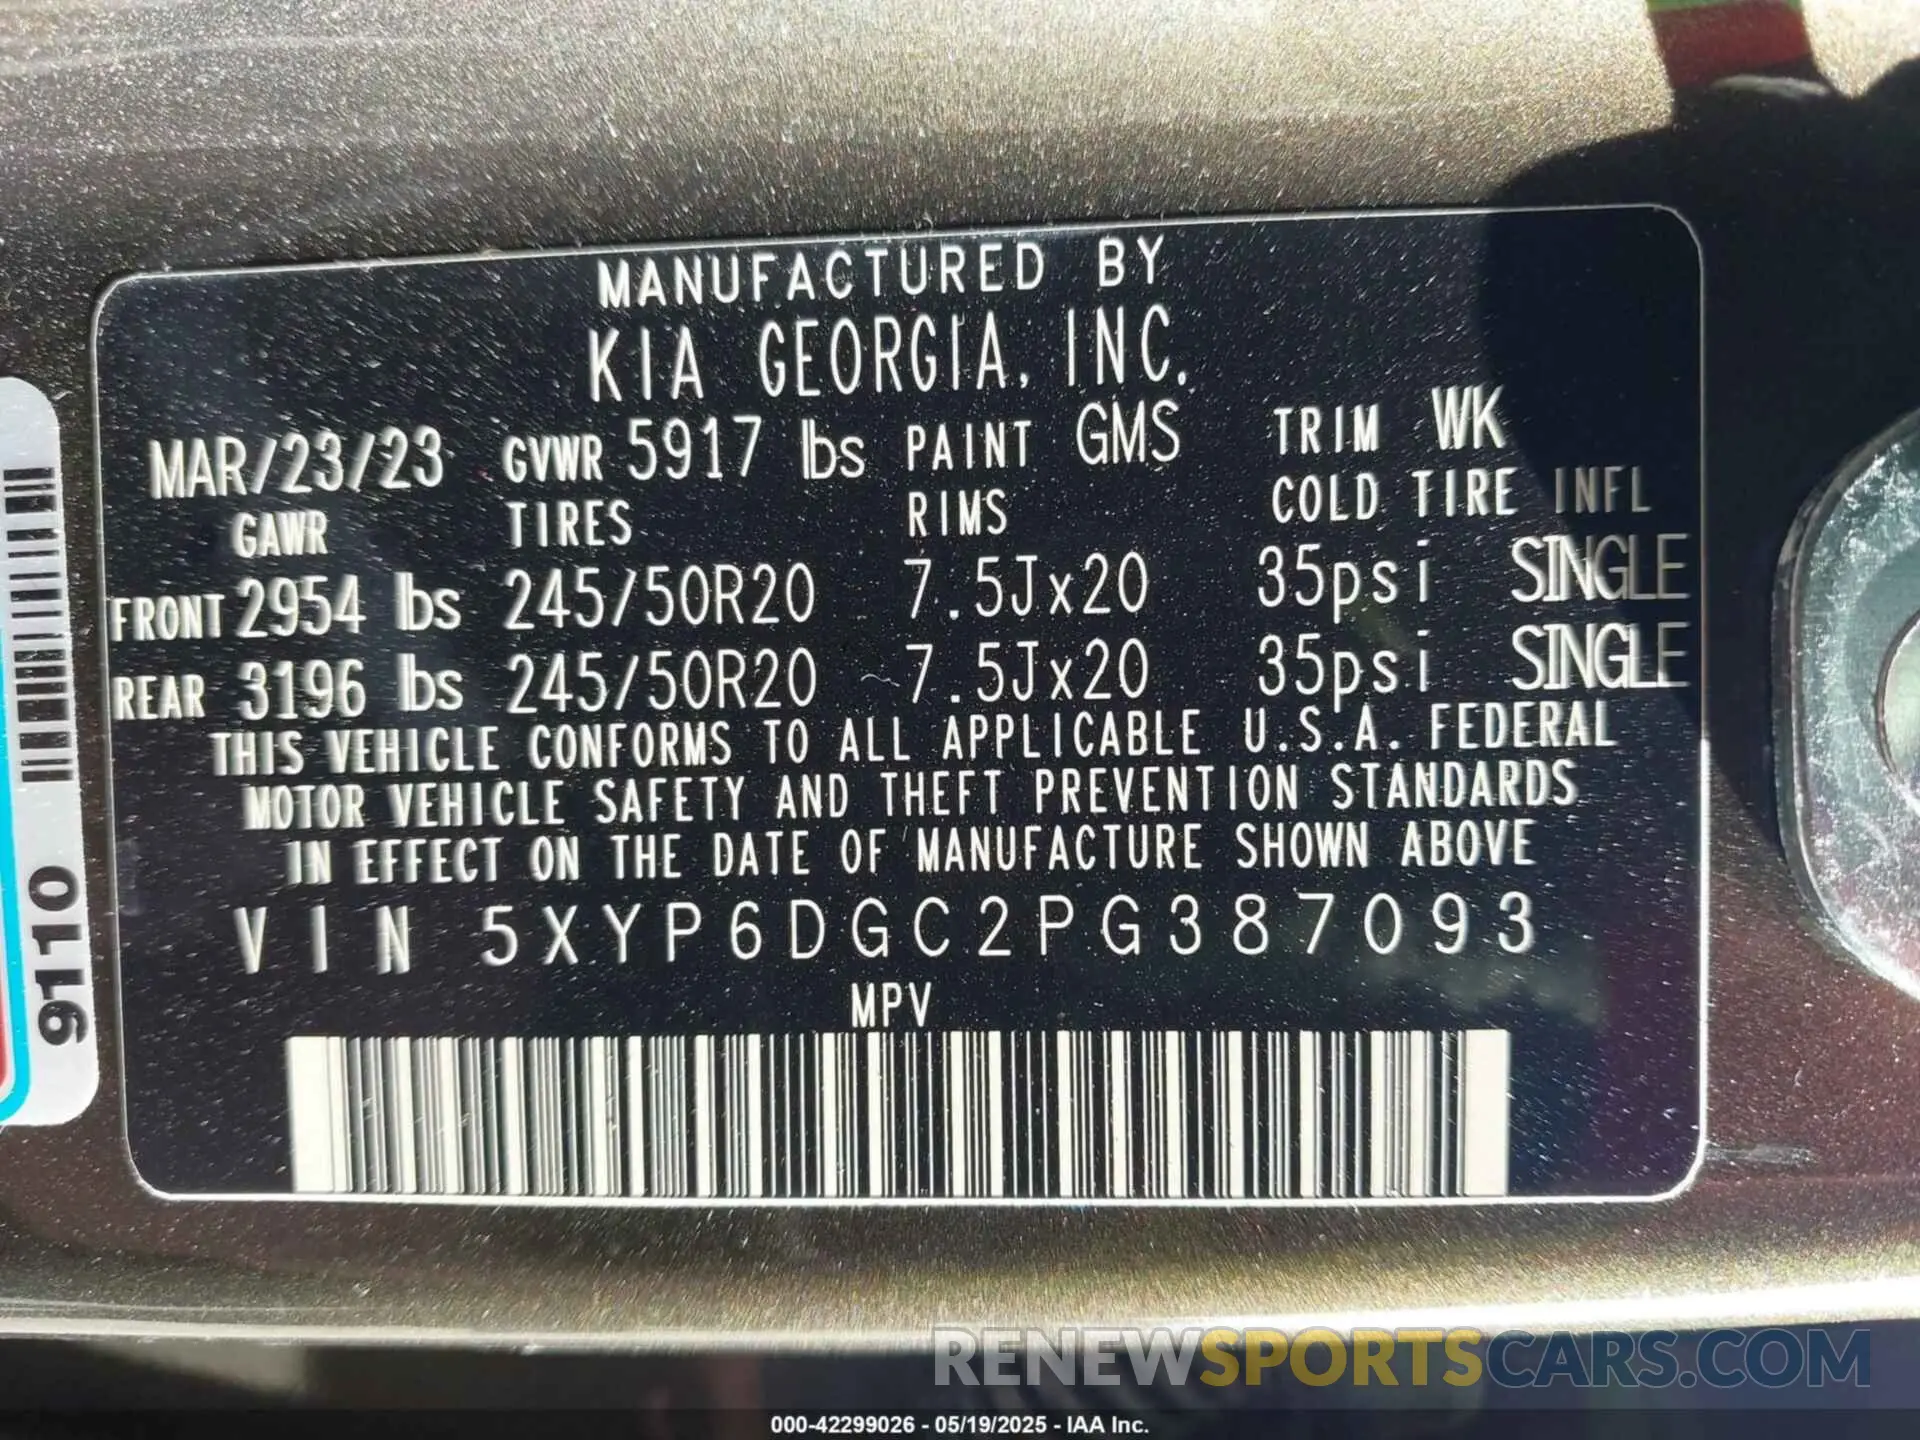 MANUFACTURED BY
KIA GEORGIA, INC.
MAR/23/23 GVWR 5917 lbs PAINT GMS TRIM WK
GAWR TIRES RIMS COLD TIRE INFL
FRONT 2954 lbs 245/50R20 7.5Jx20 35psi SINGLE
REAR 3196 lbs 245/50R20 7.5Jx20 35psi SINGLE
THIS VEHICLE CONFORMS TO ALL APPLICABLE U.S.A. FEDERAL
MOTOR VEHICLE SAFETY AND THEFT PREVENTION STANDARDS
IN EFFECT ON THE DATE OF MANUFACTURE SHOWN ABOVE
VIN 5XYP6DGC2PG387093
MPV
9110
RENEWSPORTSCARS.COM
000-42299026 - 05/19/2025 - IAA Inc.